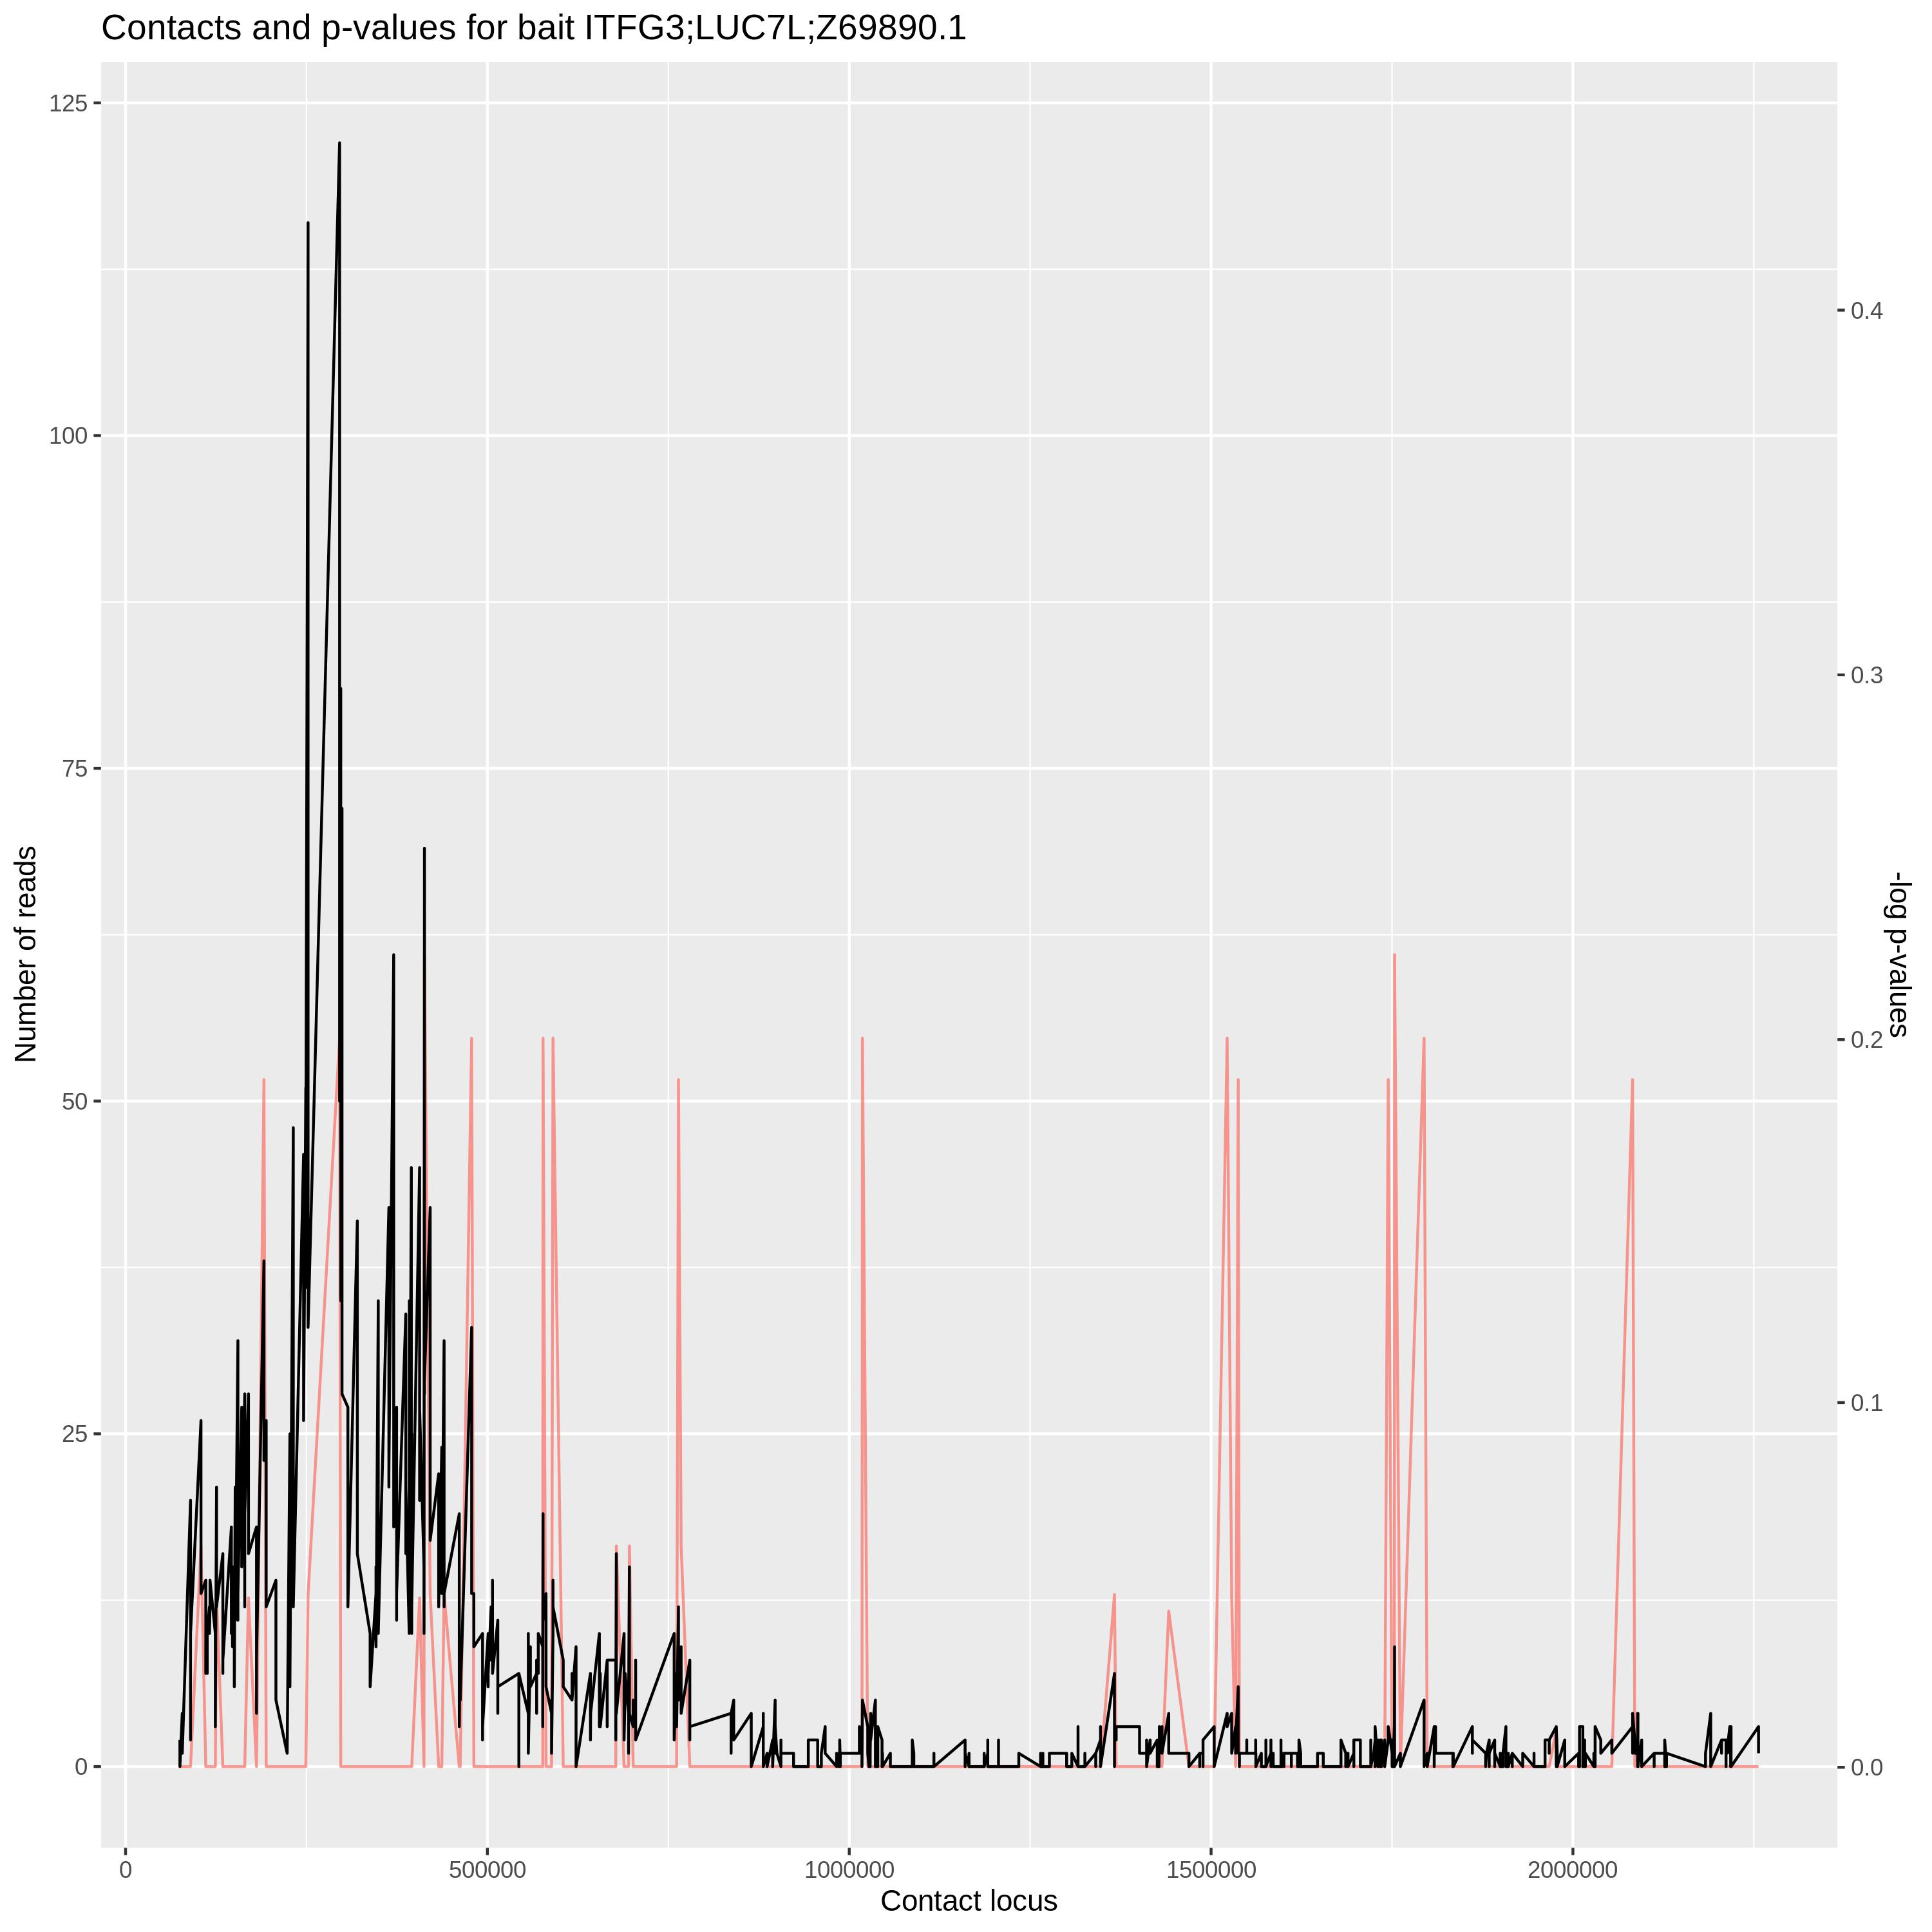 Contacts and p-values for bait ITFG3;LUC7L;Z69890.1
125
100
75
50
25
0
Number of reads
0.4
0.3
0.2
0.1
0.0
-log p-values
0 500000 1000000 1500000 2000000
Contact locus